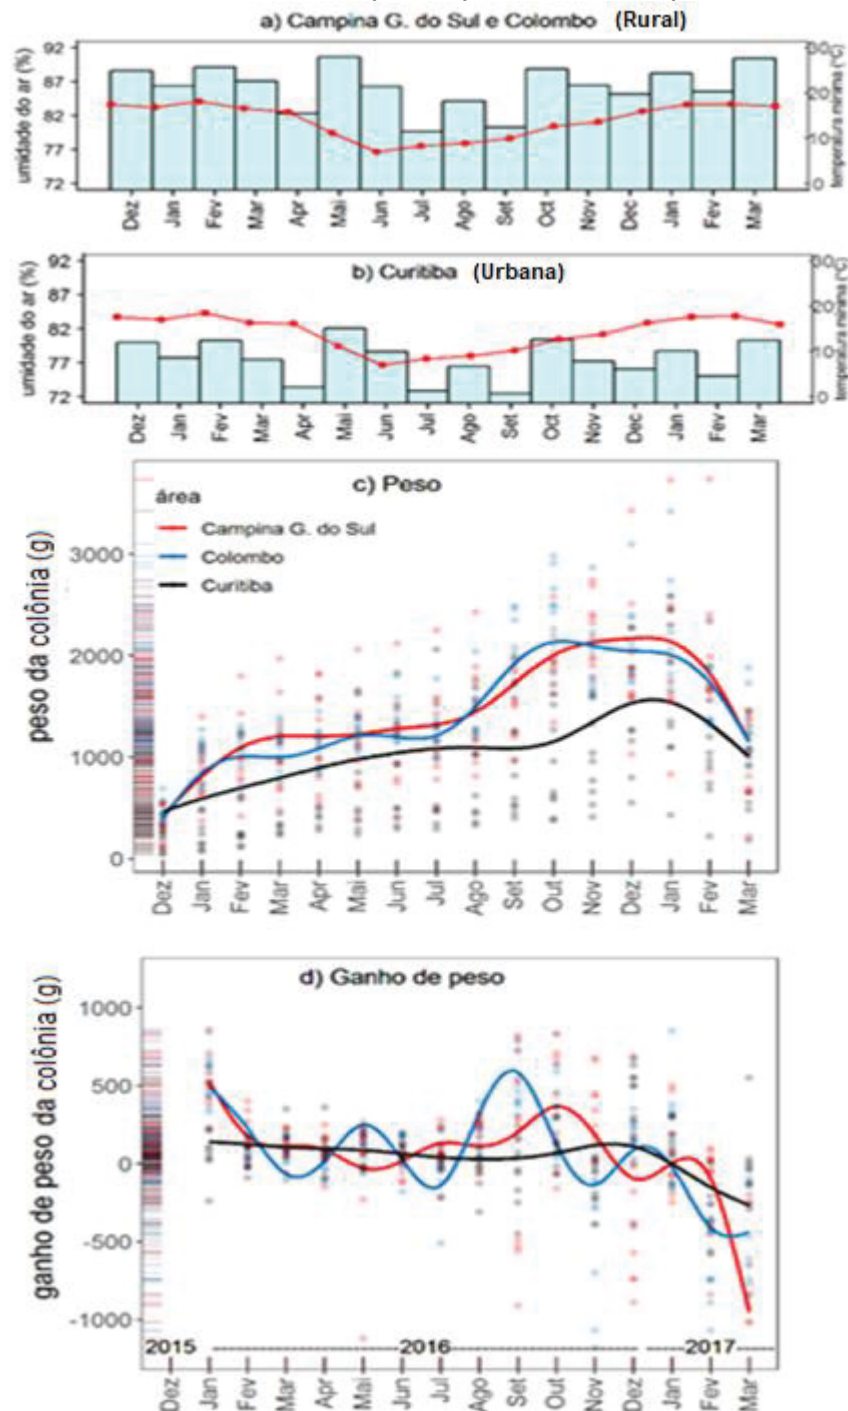 a) Campina G. do Sul e Colombo (Rural)
umidade do ar (%)
92
87
82
77
72
30
20
10
0
temperatura mínima (°C)
Dez Jan Fev Mar Apr Mai Jun Jul Ago Set Oct Nov Dec Jan Fev Mar
b) Curitiba (Urbana)
umidade do ar (%)
92
87
82
77
72
30
20
10
0
temperatura mínima (°C)
Dez Jan Fev Mar Apr Mai Jun Jul Ago Set Oct Nov Dec Jan Fev Mar
c) Peso
área
Campina G. do Sul
Colombo
Curitiba
peso da colônia (g)
3000
2000
1000
0
Dez Jan Fev Mar Apr Mai Jun Jul Ago Set Out Nov Dez Jan Fev Mar
d) Ganho de peso
ganho de peso da colônia (g)
1000
500
0
-500
-1000
2015 2016 2017
Dez Jan Fev Mar Apr Mai Jun Jul Ago Set Out Nov Dez Jan Fev Mar